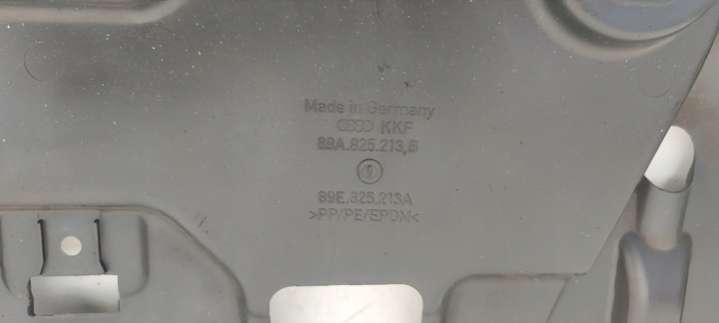 Made in Germany
KKF
89A.825.213,B
89E.825.213A
>PP/PE/EPDM<